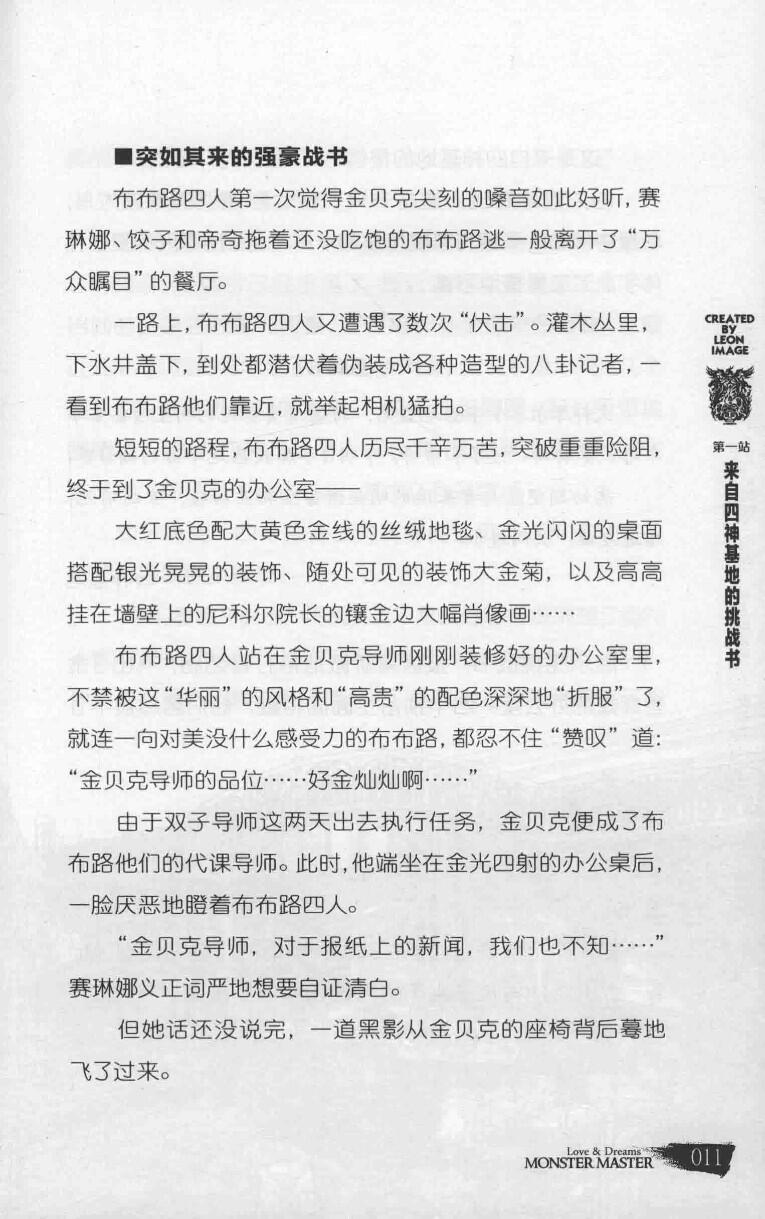 ■突如其来的强豪战书
布布路四人第一次觉得金贝克尖刻的嗓音如此好听，赛
琳娜、饺子和帝奇拖着还没吃饱的布布路逃一般离开了“万
众瞩目”的餐厅。
一路上，布布路四人又遭遇了数次“伏击”。灌木丛里，
下水井盖下，到处都潜伏着伪装成各种造型的八卦记者，一
看到布布路他们靠近，就举起相机猛拍。
短短的路程，布布路四人历尽千辛万苦，突破重重险阻，
终于到了金贝克的办公室——
大红底色配大黄色金线的丝绒地毯、金光闪闪的桌面
搭配银光晃晃的装饰、随处可见的装饰大金菊，以及高高
挂在墙壁上的尼科尔院长的镶金边大幅肖像画……
布布路四人站在金贝克导师刚刚装修好的办公室里，
不禁被这“华丽”的风格和“高贵”的配色深深地“折服”了，
就连一向对美没什么感受力的布布路，都忍不住“赞叹”道：
“金贝克导师的品位……好金灿灿啊……”
由于双子导师这两天出去执行任务，金贝克便成了布
布路他们的代课导师。此时，他端坐在金光四射的办公桌后，
一脸厌恶地瞪着布布路四人。
“金贝克导师，对于报纸上的新闻，我们也不知……”
赛琳娜义正词严地想要自证清白。
但她话还没说完，一道黑影从金贝克的座椅背后蓦地
飞了过来。
CREATED
BY
LEON
IMAGE
第一站
来自四神基地的挑战书
Love & Dreams
MONSTER MASTER
011